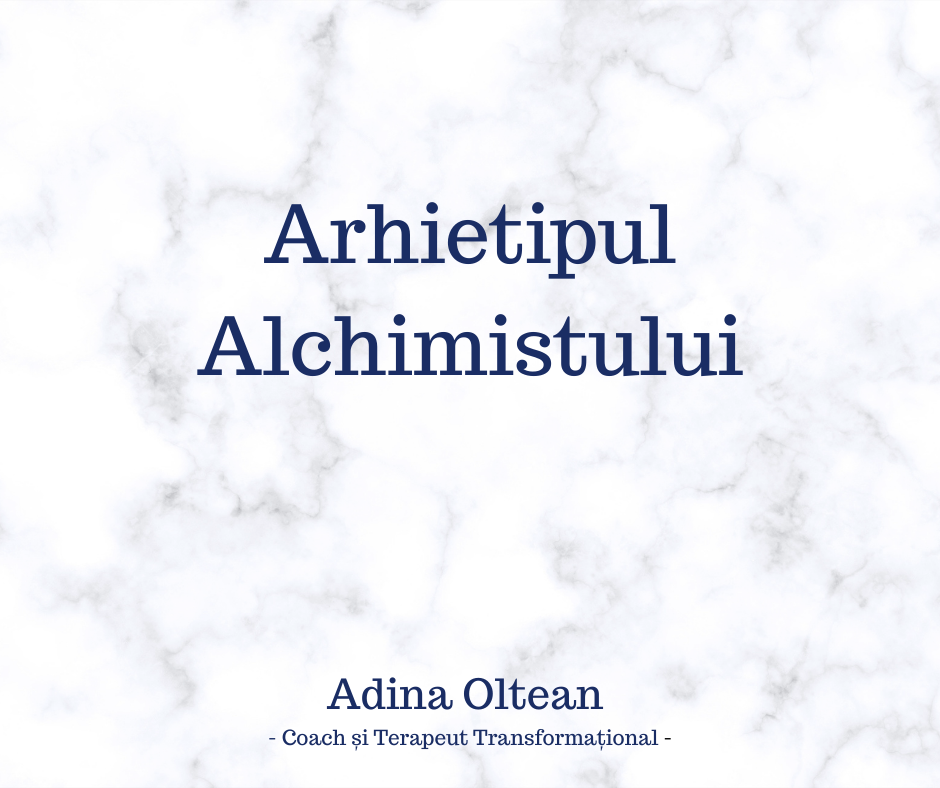 Arhietipul
Alchimistului
Adina Oltean
- Coach și Terapeut Transformațional -